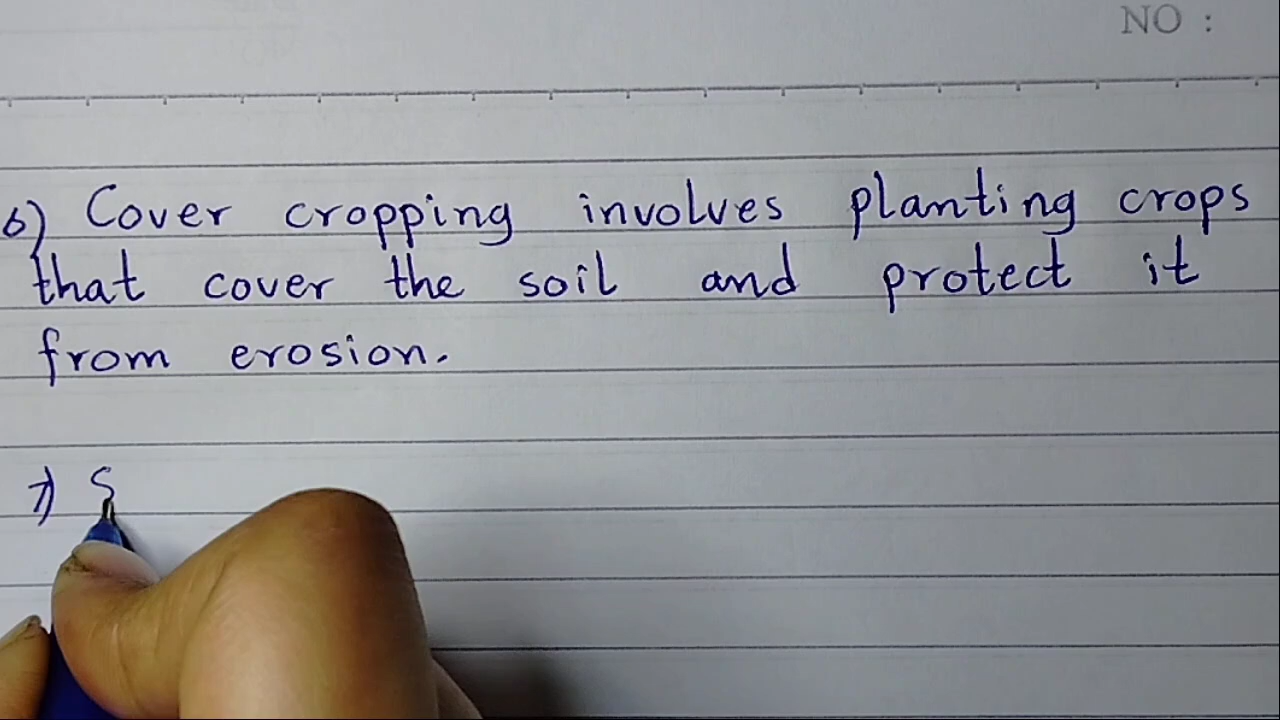 NO :
6) Cover cropping involves planting crops
that cover the soil and protect it
from erosion.
7) S